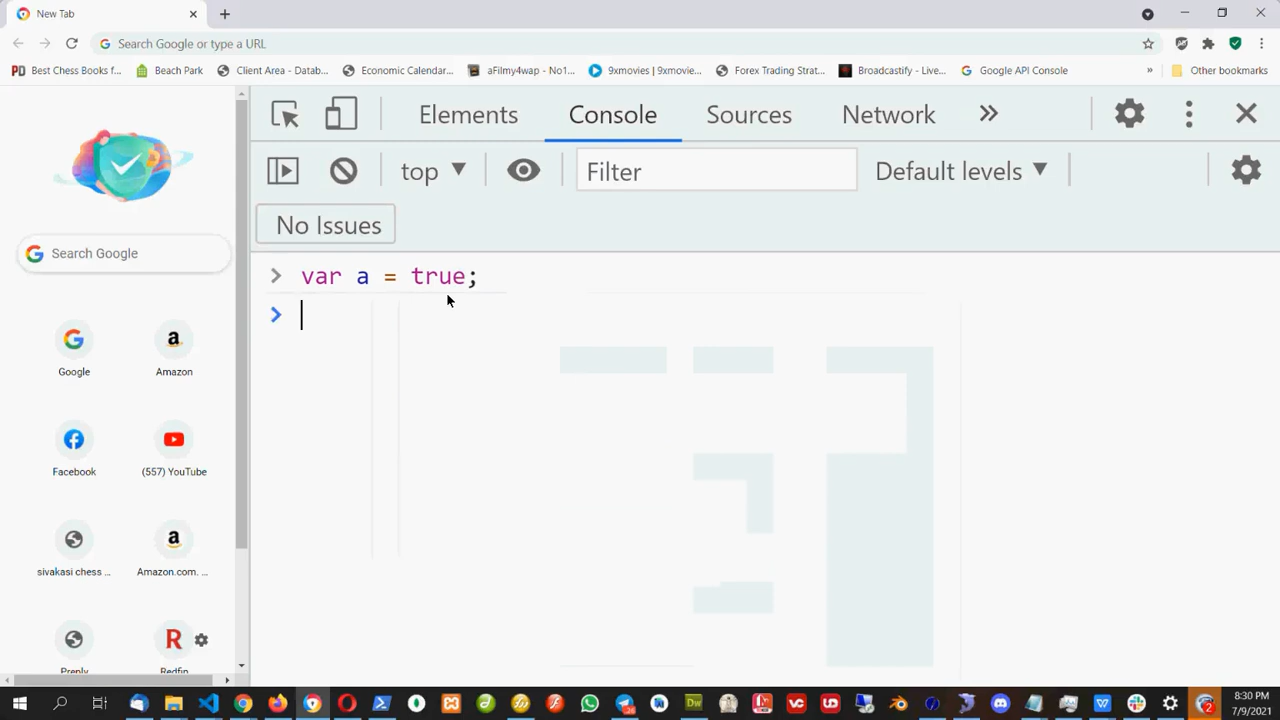 New Tab
Search Google or type a URL
Best Chess Books f... Beach Park Client Area - Datab... Economic Calendar... aFilmy4wap - No1... 9xmovies | 9xmovie... Forex Trading Strat... Broadcastify - Live... Google API Console » Other bookmarks
Elements Console Sources Network
top Filter Default levels
No Issues
Search Google
> var a = true;
>
Google Amazon
Facebook (557) YouTube
sivakasi chess ... Amazon.com. ...
Preply Redfin
8:30 PM
7/9/2021